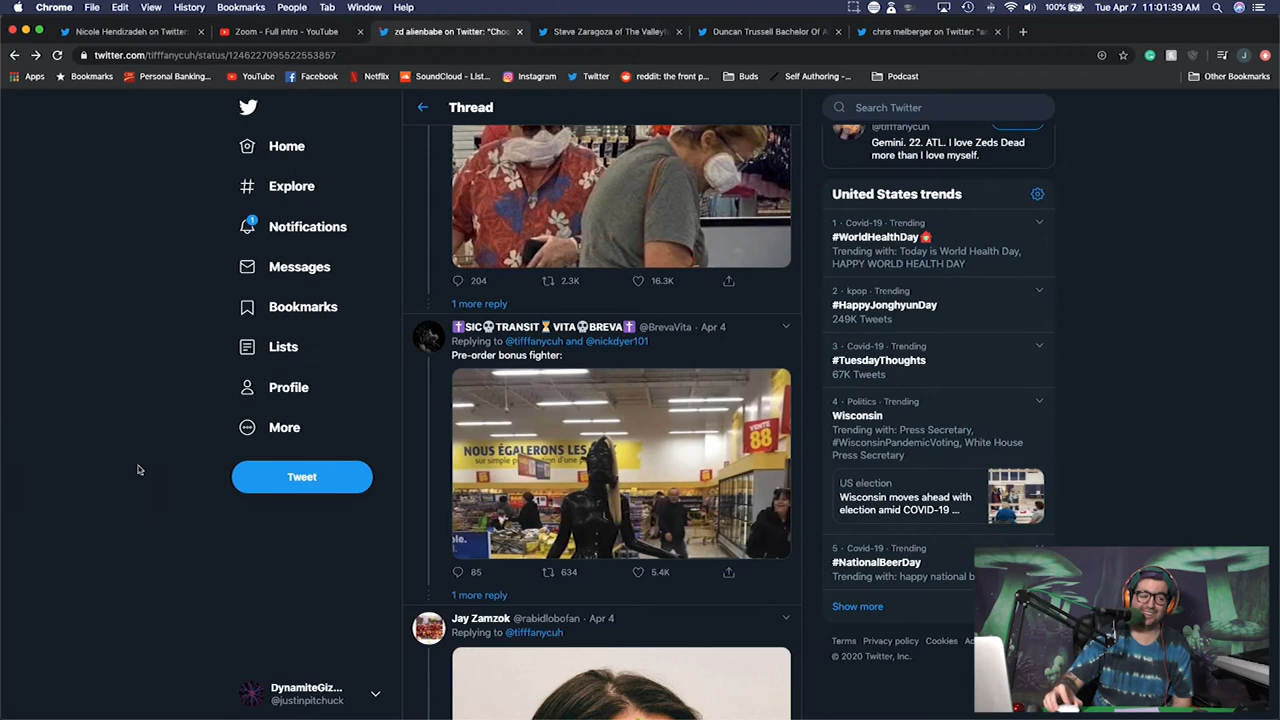 Chrome File Edit View History Bookmarks People Tab Window Help 100% Tue Apr 7 11:01:39 AM
Nicole Hendizadeh on Twitter: "
Zoom - Full intro - YouTube
zd alienbabe on Twitter: "Choo
Steve Zaragoza of The Valleyf
Duncan Trussell Bachelor Of A
chris melberger on Twitter: "a
twitter.com/tifffanycuh/status/1246227095522553857
Apps Bookmarks Personal Banking... YouTube Facebook Netflix SoundCloud - List... Instagram Twitter reddit: the front p... Buds Self Authoring -... Podcast Other Bookmarks
Home
Explore
1
Notifications
Messages
Bookmarks
Lists
Profile
More
Tweet
DynamiteGiz...
@justinpitchuck
Thread
204 2.3K 16.3K
1 more reply
SIC TRANSIT VITA BREVA @BrevaVita · Apr 4
Replying to @tifffanycuh and @nickdyer101
Pre-order bonus fighter:
NOUS ÉGALERONS LES
sur simple
VENTE
88
85 634 5.4K
1 more reply
Jay Zamzok @rabidlobofan · Apr 4
Replying to @tifffanycuh
Search Twitter
@tifffanycuh
Gemini. 22. ATL. I love Zeds Dead
more than I love myself.
United States trends
1 · Covid-19 · Trending
#WorldHealthDay
Trending with: Today is World Health Day,
HAPPY WORLD HEALTH DAY
2 · kpop · Trending
#HappyJonghyunDay
249K Tweets
3 · Covid-19 · Trending
#TuesdayThoughts
67K Tweets
4 · Politics · Trending
Wisconsin
Trending with: Press Secretary,
#WisconsinPandemicVoting, White House
Press Secretary
US election
Wisconsin moves ahead with
election amid COVID-19 ...
5 · Covid-19 · Trending
#NationalBeerDay
Trending with: happy national b
Show more
Terms Privacy policy Cookies
© 2020 Twitter, Inc.